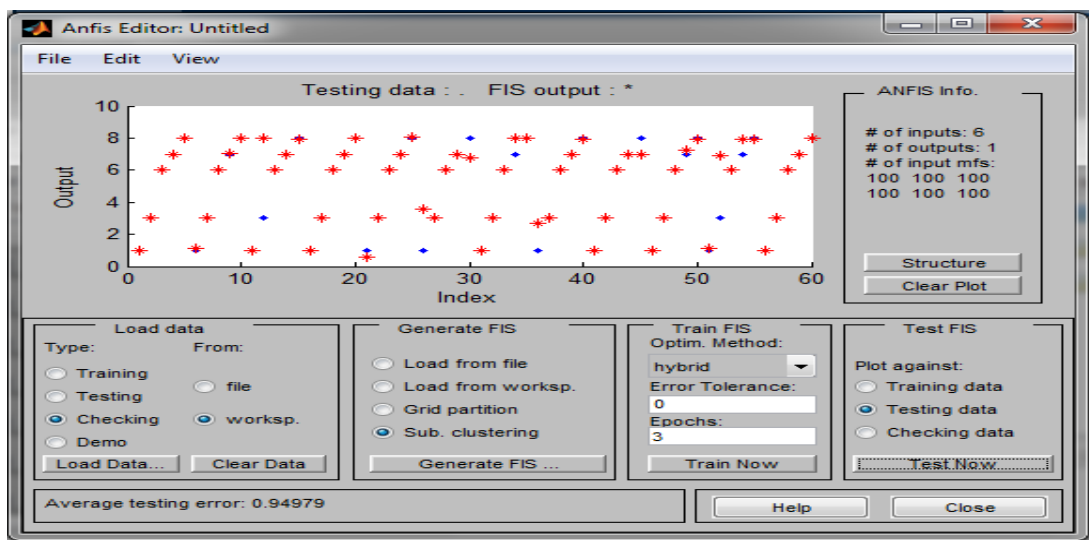 Anfis Editor: Untitled
File Edit View
Testing data : . FIS output : *
10
8
6
4
2
0
Output
0 10 20 30 40 50 60
Index
ANFIS Info.
# of inputs: 6
# of outputs: 1
# of input mfs:
100 100 100
100 100 100
Structure
Clear Plot
Load data
Type: From:
Training
Testing
Checking
Demo
file
worksp.
Load Data... Clear Data
Generate FIS
Load from file
Load from worksp.
Grid partition
Sub. clustering
Generate FIS ...
Train FIS
Optim. Method:
hybrid
Error Tolerance:
0
Epochs:
3
Train Now
Test FIS
Plot against:
Training data
Testing data
Checking data
Test Now
Average testing error: 0.94979
Help Close